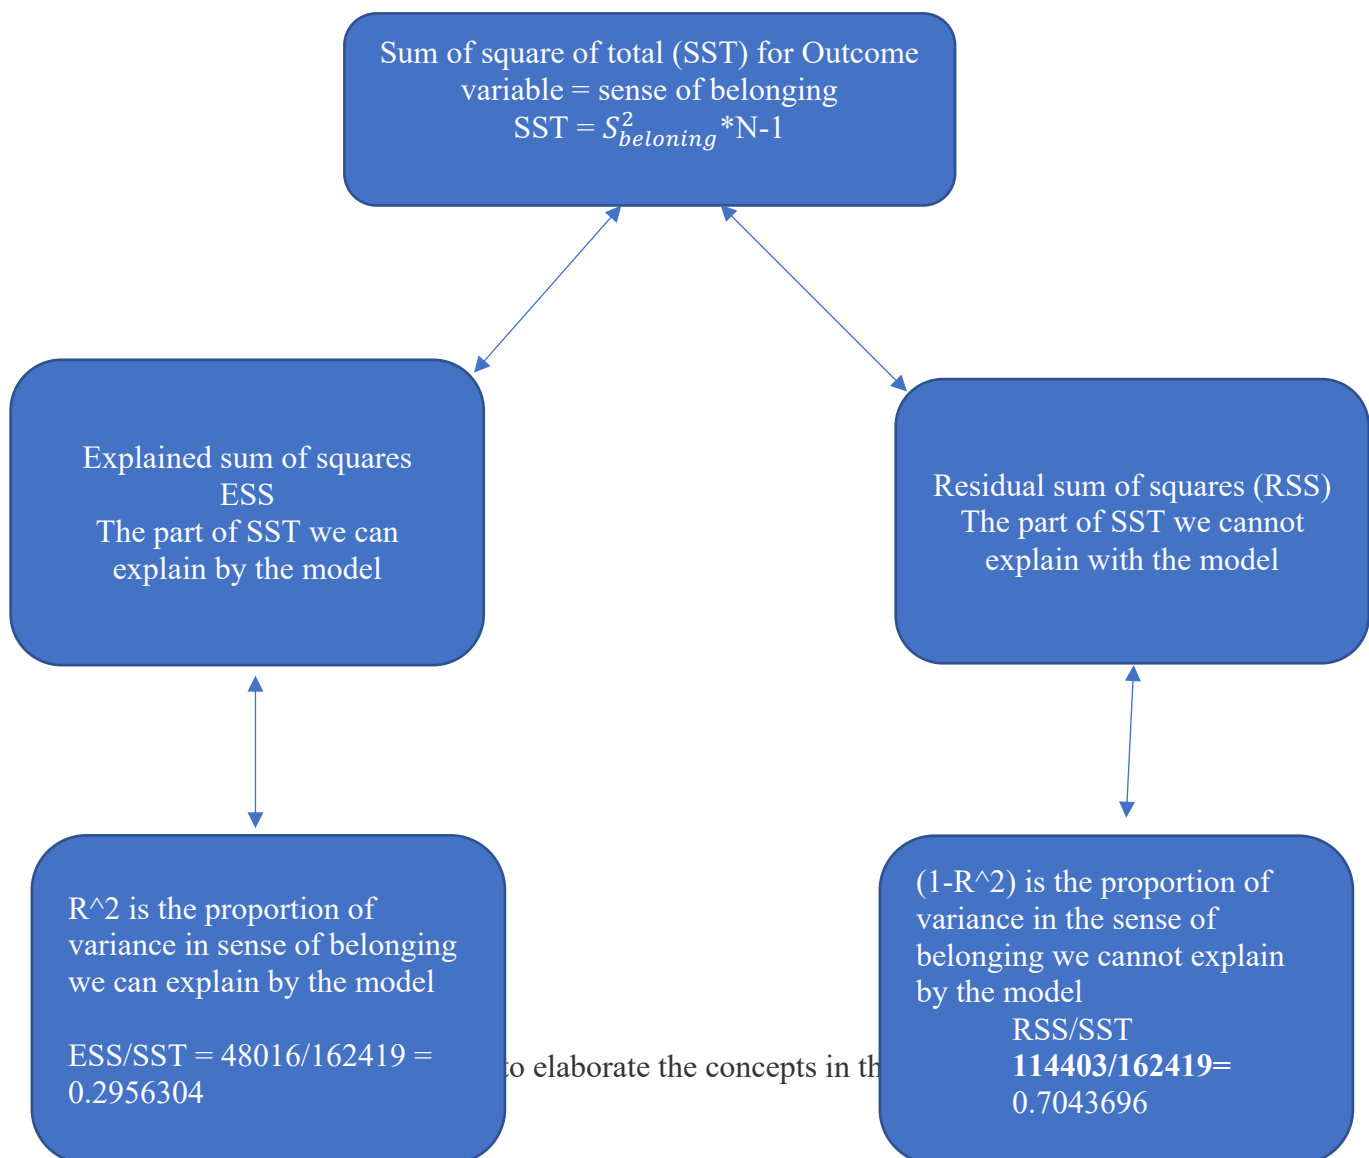 Sum of square of total (SST) for Outcome
variable = sense of belonging
SST = $S^2_{beloning}$*N-1
Explained sum of squares
ESS
The part of SST we can
explain by the model
Residual sum of squares (RSS)
The part of SST we cannot
explain with the model
R^2 is the proportion of
variance in sense of belonging
we can explain by the model
ESS/SST = 48016/162419 =
0.2956304
(1-R^2) is the proportion of
variance in the sense of
belonging we cannot explain
by the model
RSS/SST
114403/162419=
0.7043696
to elaborate the concepts in